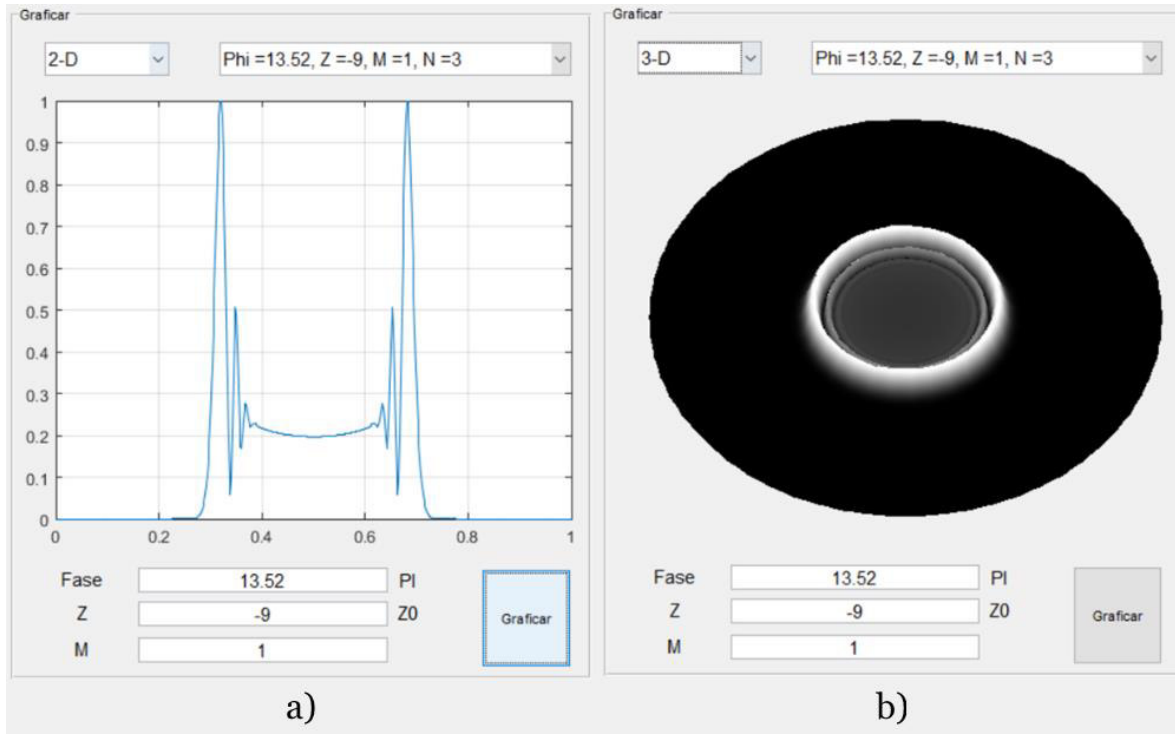 Graficar
2-D
Phi =13.52, Z =-9, M =1, N =3
1
0.9
0.8
0.7
0.6
0.5
0.4
0.3
0.2
0.1
0
0 0.2 0.4 0.6 0.8 1
Fase 13.52 PI
Z -9 Z0
M 1
Graficar
a)
Graficar
3-D
Phi =13.52, Z =-9, M =1, N =3
Fase 13.52 PI
Z -9 Z0
M 1
Graficar
b)